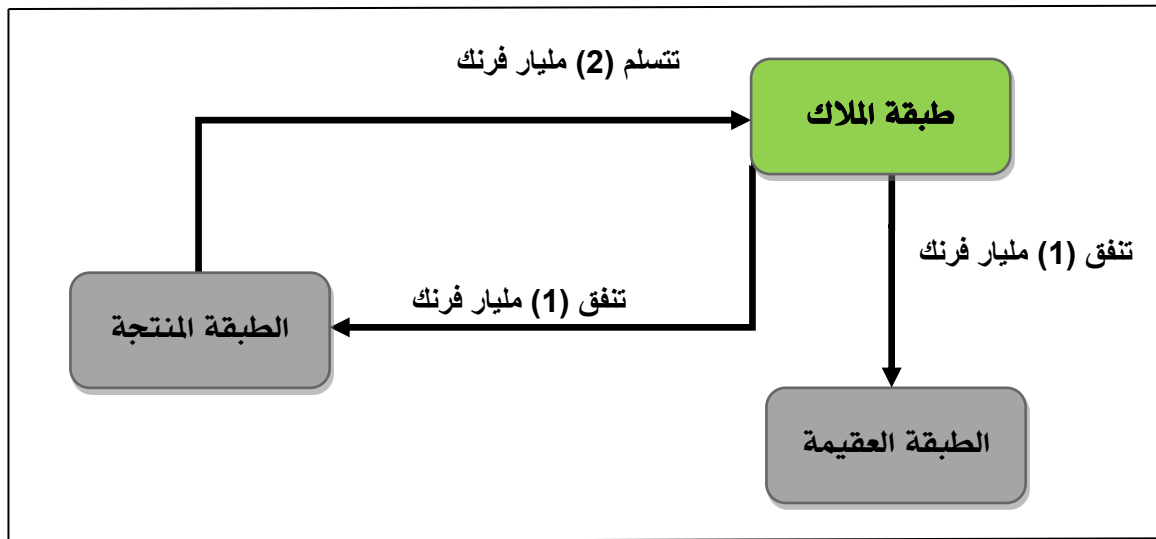 تتسلم (2) مليار فرنك
طبقة الملاك
تنفق (1) مليار فرنك
تنفق (1) مليار فرنك
الطبقة المنتجة
الطبقة العقيمة